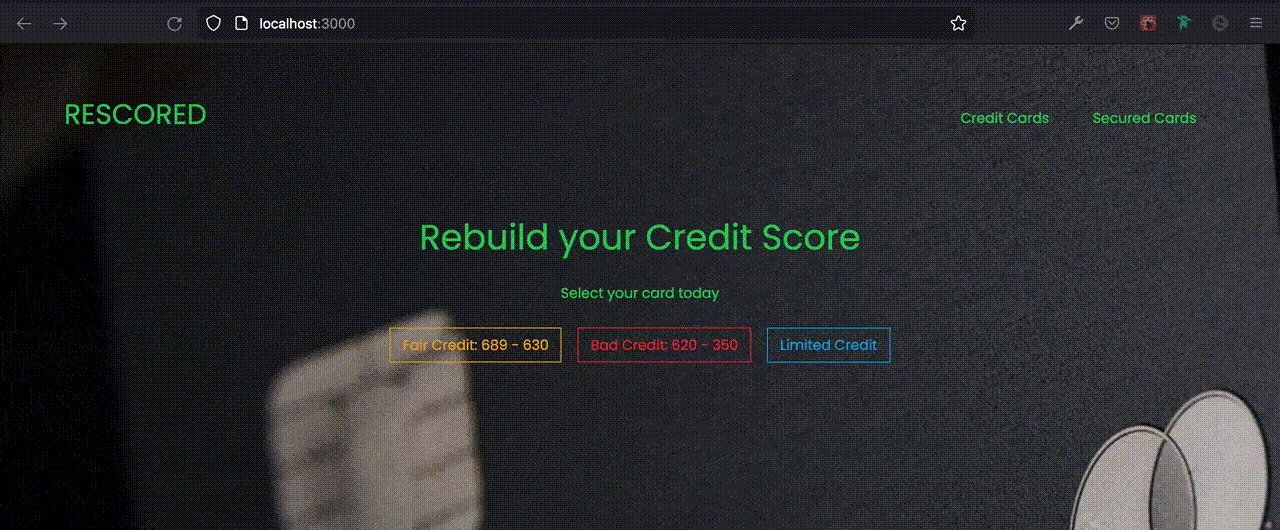 localhost:3000
RESCORED
Credit Cards Secured Cards
Rebuild your Credit Score
Select your card today
Fair Credit: 689 - 630 Bad Credit: 620 - 350 Limited Credit